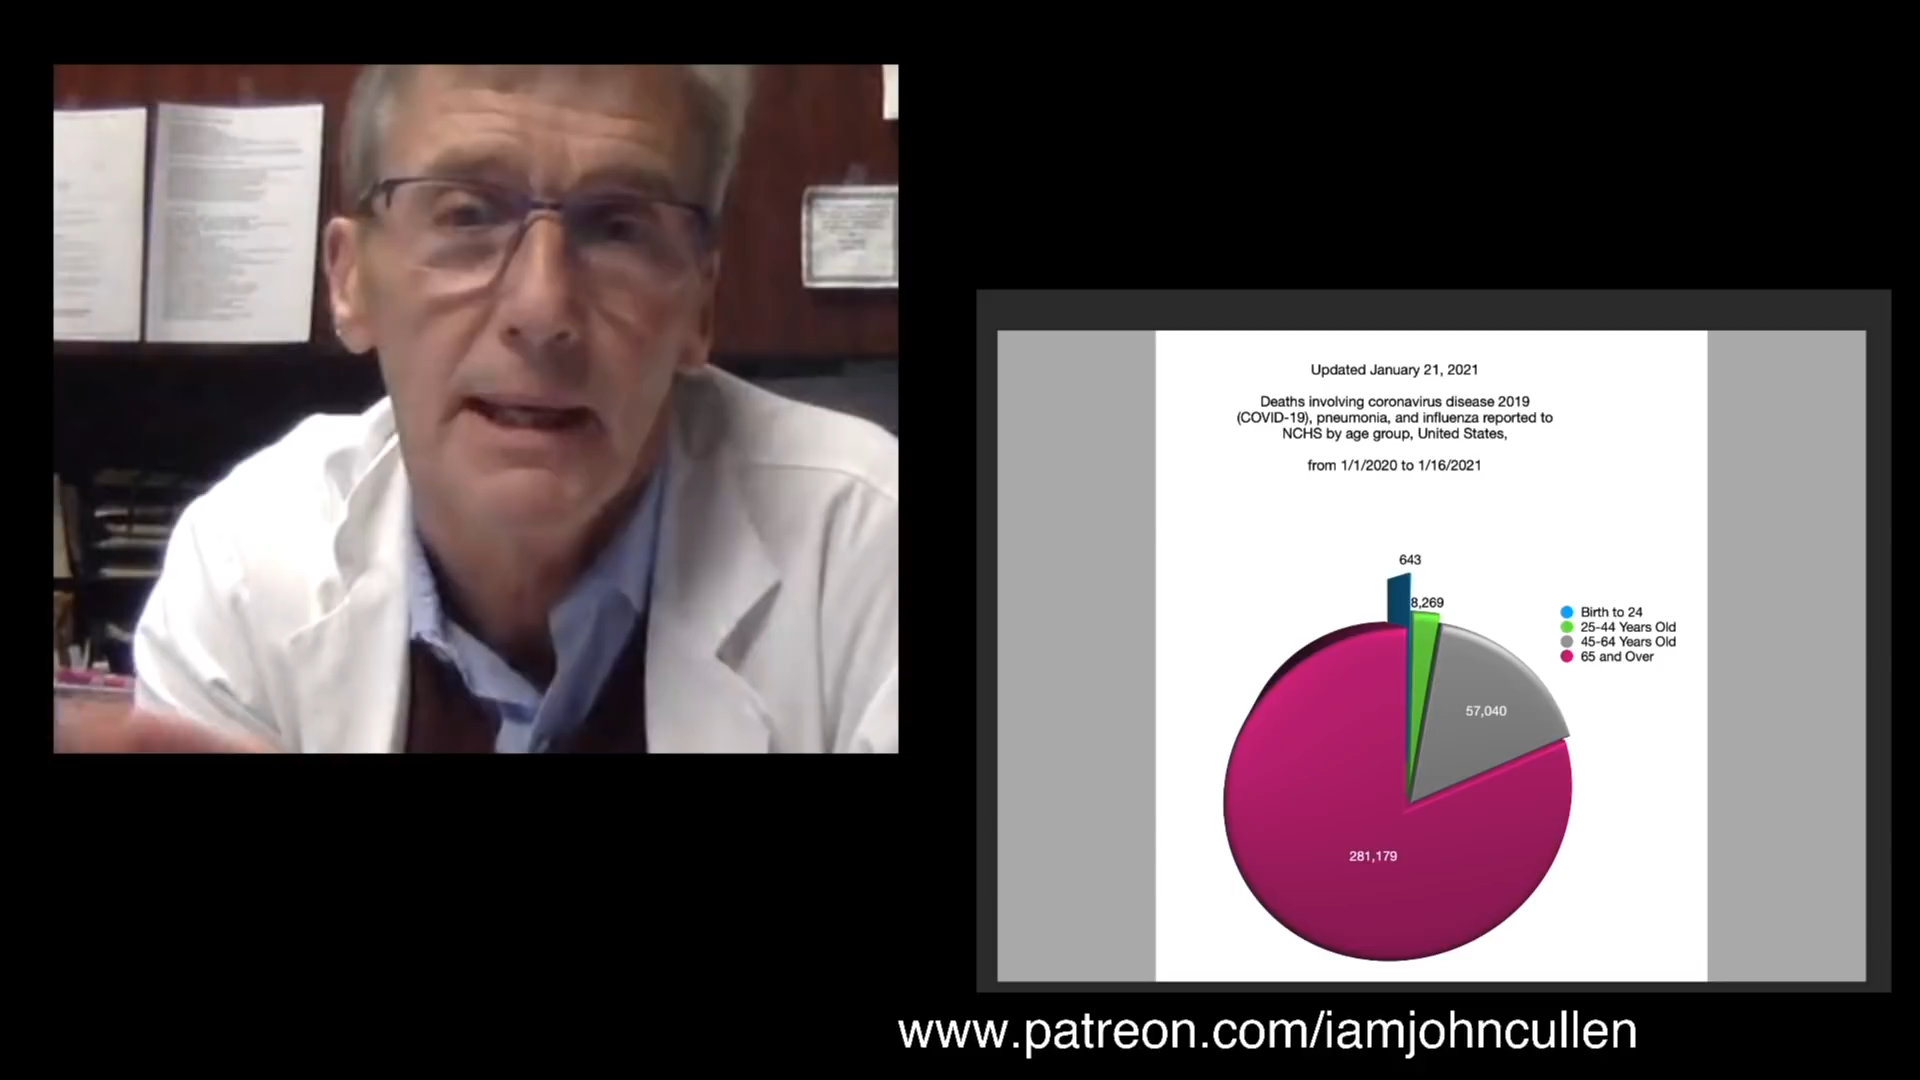 Updated January 21, 2021
Deaths involving coronavirus disease 2019
(COVID-19), pneumonia, and influenza reported to
NCHS by age group, United States,
from 1/1/2020 to 1/16/2021
643
8,269
Birth to 24
25-44 Years Old
45-64 Years Old
65 and Over
57,040
281,179
www.patreon.com/iamjohncullen